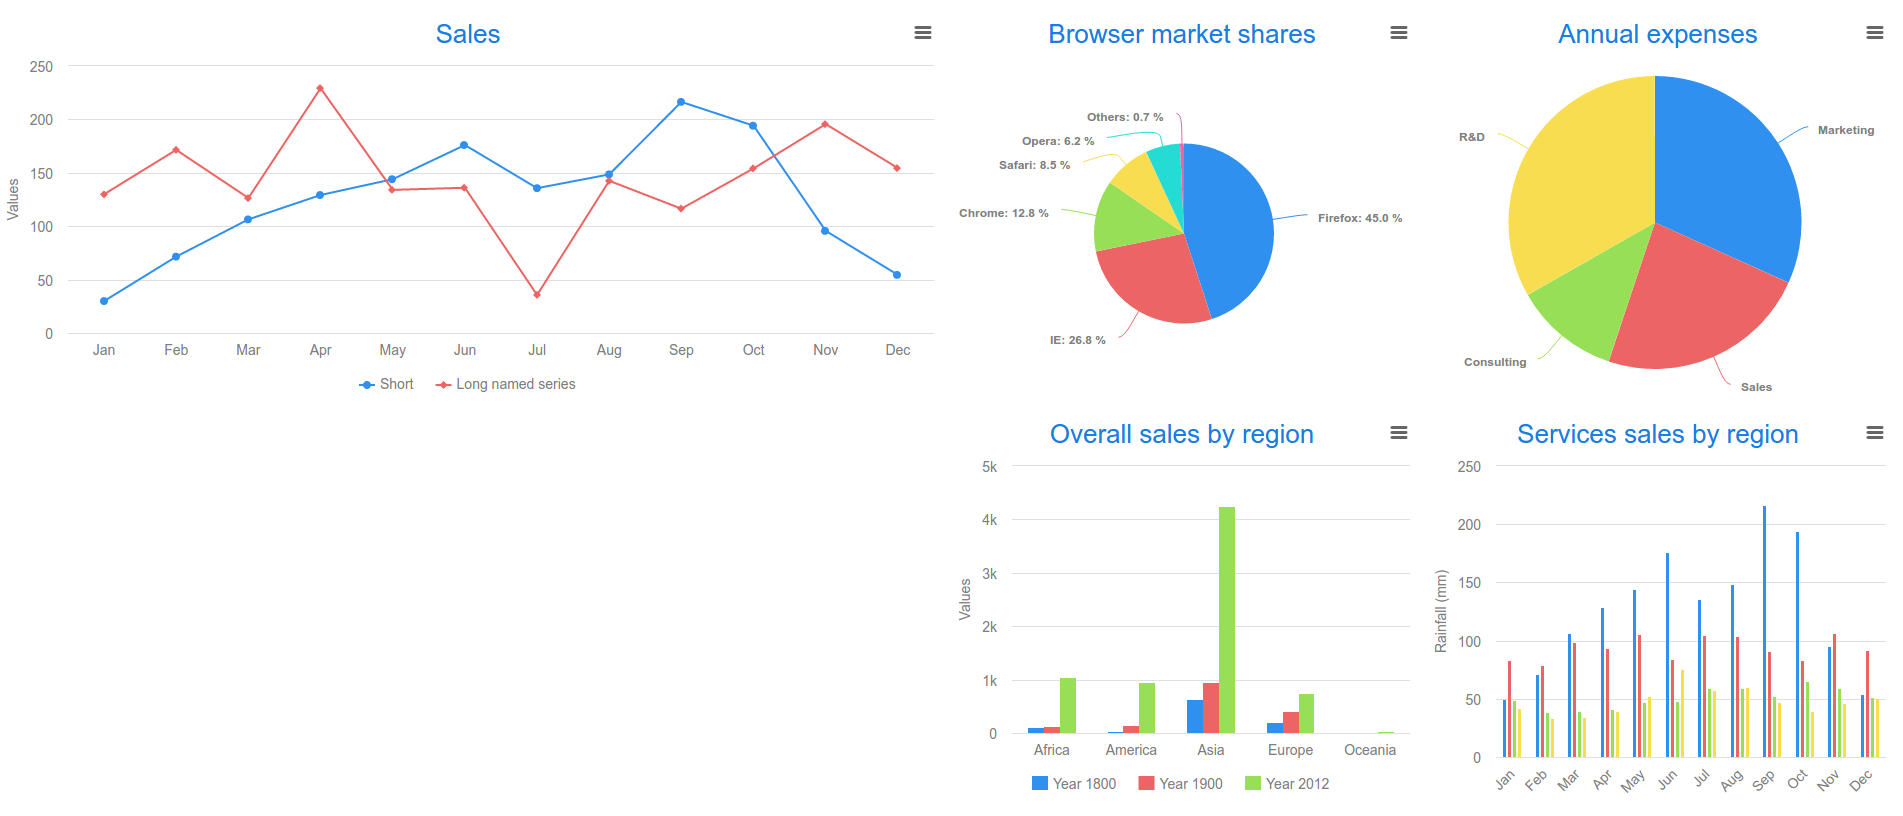 Sales
250
200
150
100
50
0
Values
Jan Feb Mar Apr May Jun Jul Aug Sep Oct Nov Dec
Short Long named series
Browser market shares
Others: 0.7 %
Opera: 6.2 %
Safari: 8.5 %
Chrome: 12.8 %
Firefox: 45.0 %
IE: 26.8 %
Annual expenses
Marketing
R&D
Consulting
Sales
Overall sales by region
5k
4k
3k
2k
1k
0
Values
Africa America Asia Europe Oceania
Year 1800 Year 1900 Year 2012
Services sales by region
250
200
150
100
50
0
Rainfall (mm)
Jan Feb Mar Apr May Jun Jul Aug Sep Oct Nov Dec